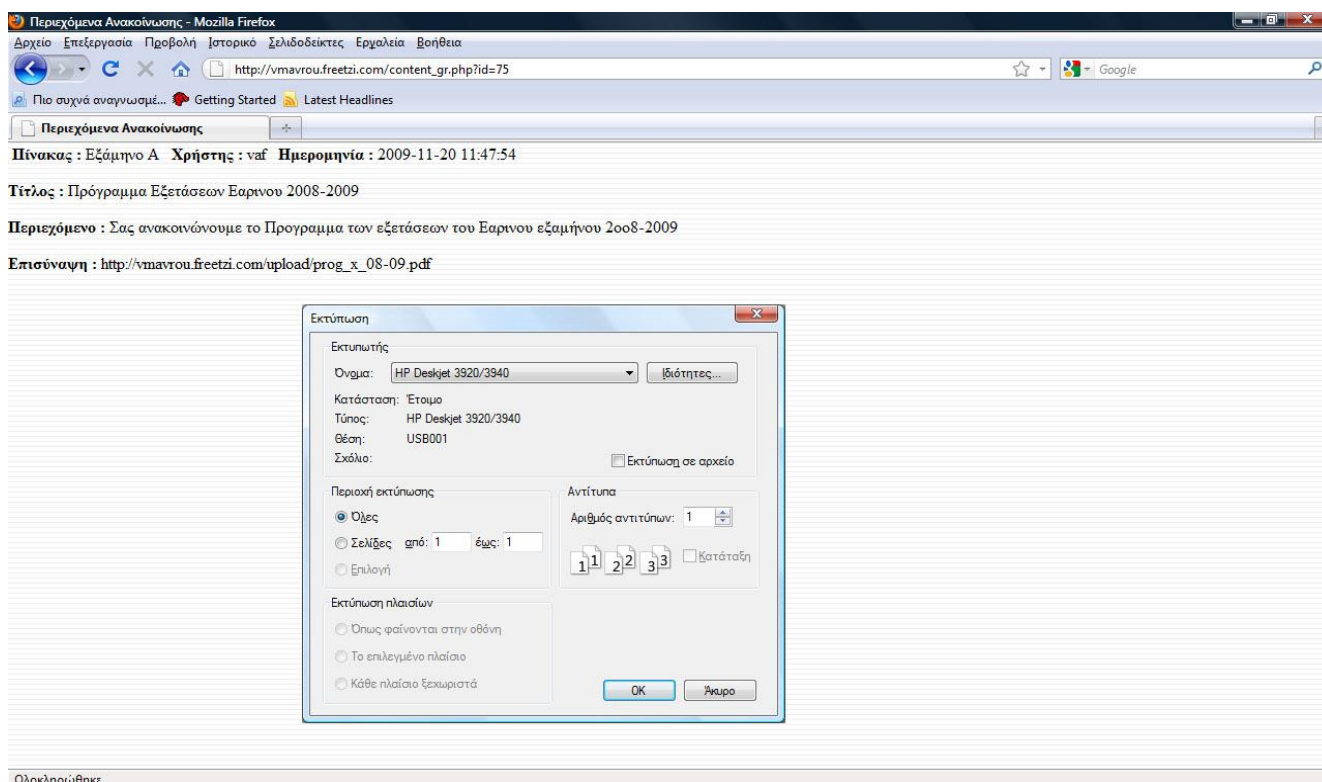 Περιεχόμενα Ανακοίνωσης - Mozilla Firefox
Αρχείο Επεξεργασία Προβολή Ιστορικό Σελιδοδείκτες Εργαλεία Βοήθεια
http://vmavrou.freetzi.com/content_gr.php?id=75 Google
Πιο συχνά αναγνωσμέ... Getting Started Latest Headlines
Περιεχόμενα Ανακοίνωσης
Πίνακας : Εξάμηνο Α Χρήστης : vaf Ημερομηνία : 2009-11-20 11:47:54
Τίτλος : Πρόγραμμα Εξετάσεων Εαρινου 2008-2009
Περιεχόμενο : Σας ανακοινώνουμε το Προγραμμα των εξετάσεων του Εαρινου εξαμήνου 2οο8-2009
Επισύναψη : http://vmavrou.freetzi.com/upload/prog_x_08-09.pdf
Εκτύπωση
Εκτυπωτής
Όνομα: HP Deskjet 3920/3940 Ιδιότητες...
Κατάσταση: Έτοιμο
Τύπος: HP Deskjet 3920/3940
Θέση: USB001
Σχόλιο: Εκτύπωση σε αρχείο
Περιοχή εκτύπωσης
Όλες
Σελίδες από: 1 έως: 1
Επιλογή
Αντίτυπα
Αριθμός αντιτύπων: 1
11 22 33 Κατάταξη
Εκτύπωση πλαισίων
Όπως φαίνονται στην οθόνη
Το επιλεγμένο πλαίσιο
Κάθε πλαίσιο ξεχωριστά
OK Άκυρο
Ολοκληρώθηκε